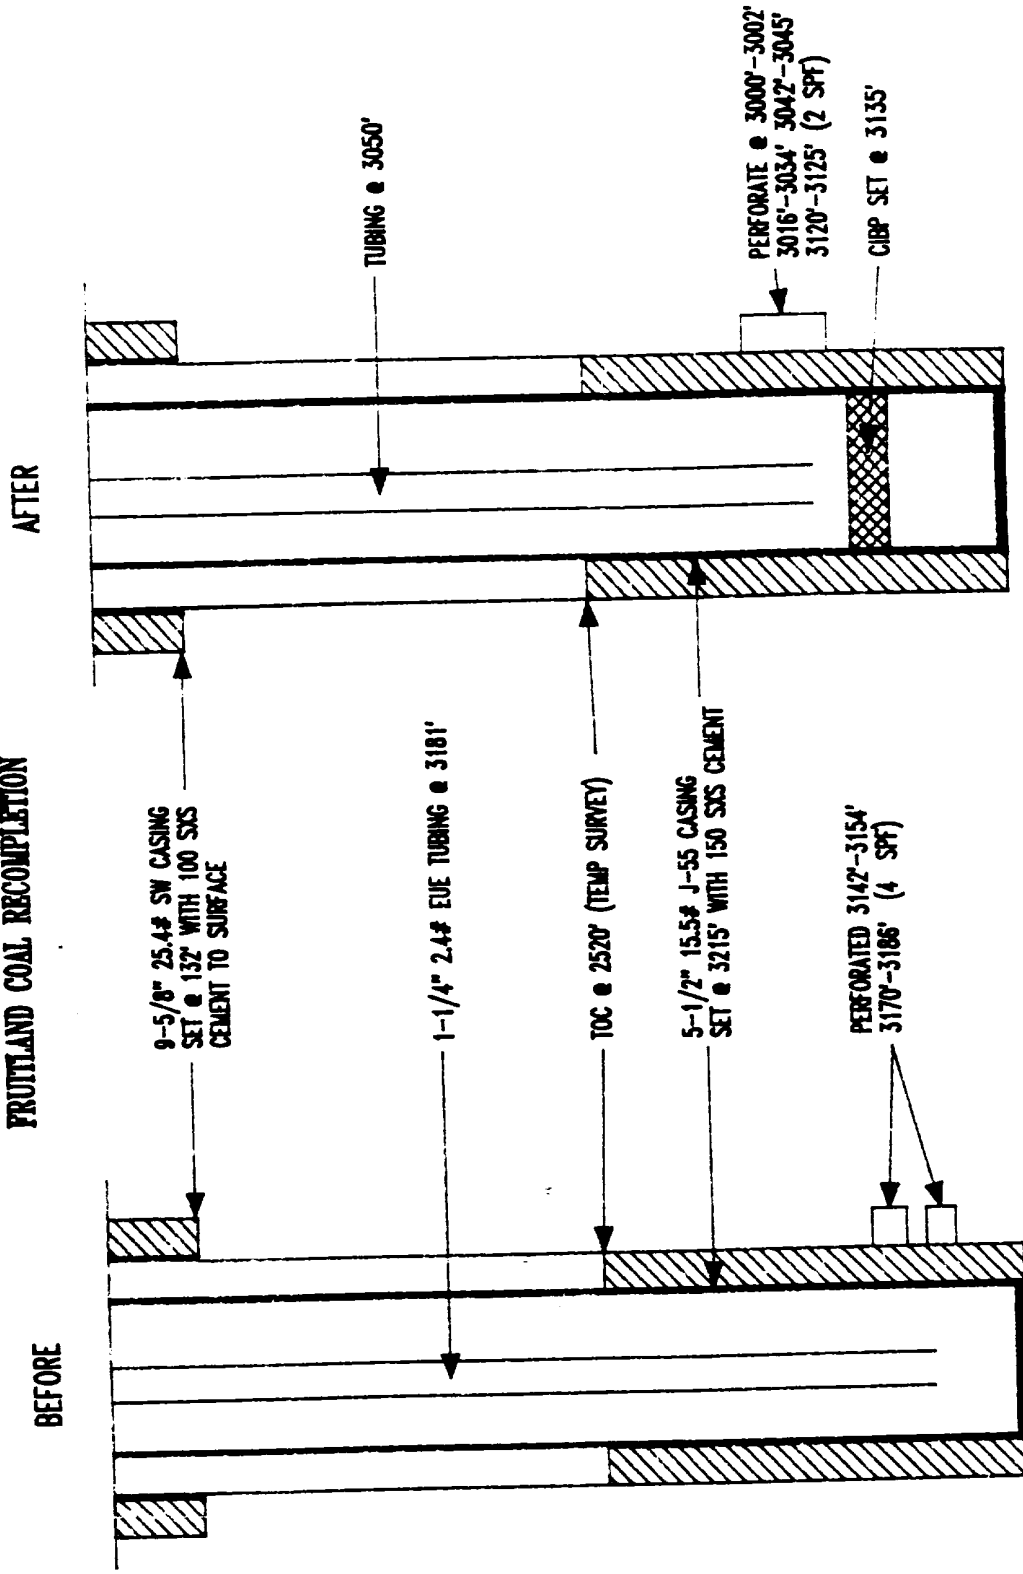 FRUITLAND COAL RECOMPLETION
BEFORE
AFTER
9-5/8" 25.4# SW CASING
SET @ 132' WITH 100 SXS
CEMENT TO SURFACE
1-1/4" 2.4# EUE TUBING @ 3181'
TOC @ 2520' (TEMP SURVEY)
5-1/2" 15.5# J-55 CASING
SET @ 3215' WITH 150 SXS CEMENT
PERFORATED 3142'-3154'
3170'-3186' (4 SPF)
TUBING @ 3050'
PERFORATE @ 3000'-3002'
3016'-3034' 3042'-3045'
3120'-3125' (2 SPF)
CIBP SET @ 3135'